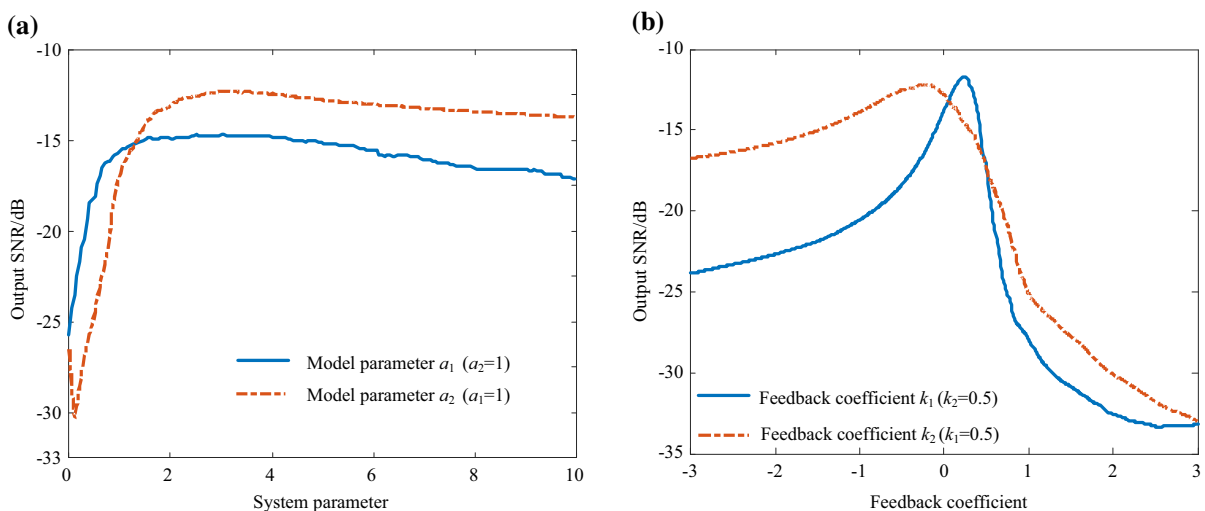 (a)
-10
-15
-20
-25
-30
-33
Output SNR/dB
0
2
4
6
8
10
System parameter
Model parameter a1 (a2=1)
Model parameter a2 (a1=1)
(b)
-10
-15
-20
-25
-30
-35
Output SNR/dB
-3
-2
-1
0
1
2
3
Feedback coefficient
Feedback coefficient k1 (k2=0.5)
Feedback coefficient k2 (k1=0.5)